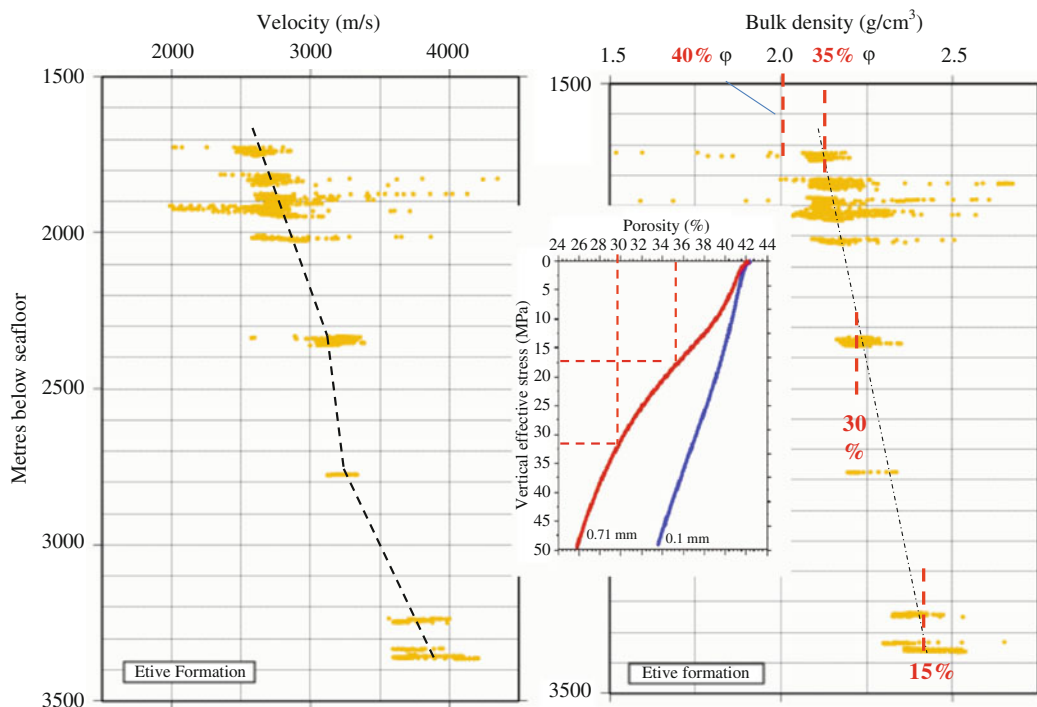 Velocity (m/s)
2000 3000 4000
1500
2000
2500
3000
3500
Metres below seafloor
Etive Formation
Bulk density (g/cm³)
1.5 40% φ 2.0 35% φ 2.5
1500
Porosity (%)
24 26 28 30 32 34 36 38 40 42 44
0
5
10
15
20
25
30
35
40
45
50
Vertical effective stress (MPa)
0.71 mm 0.1 mm
30
%
15%
Etive formation
3500